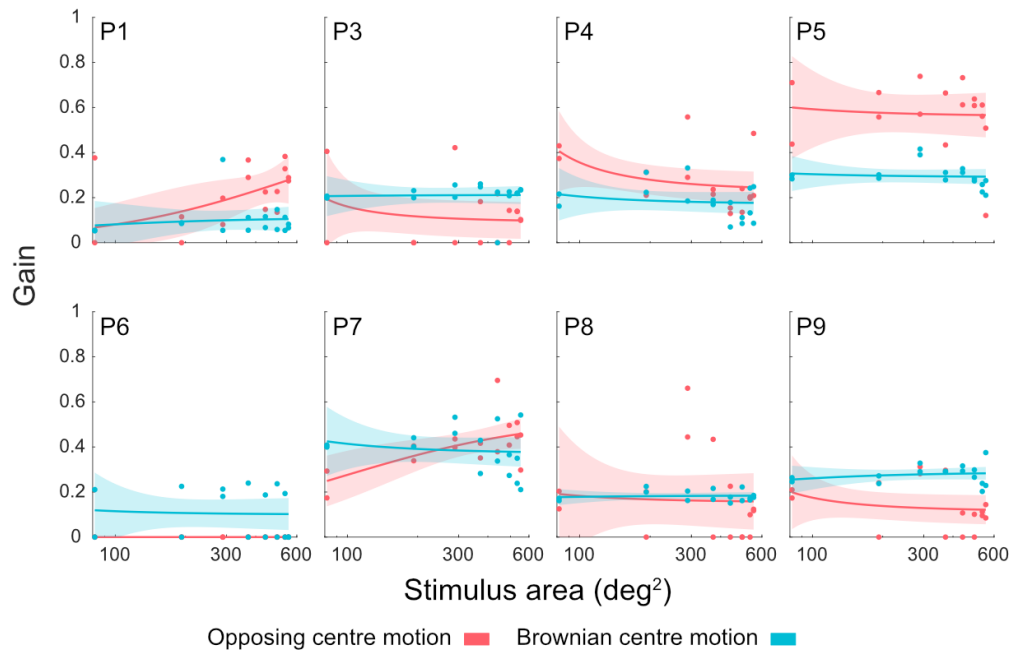 1 P1 P3 P4 P5
0.8
0.6
0.4
0.2
0
Gain
1 P6 P7 P8 P9
0.8
0.6
0.4
0.2
0
100 300 600 100 300 600 100 300 600 100 300 600
Stimulus area (deg²)
Opposing centre motion Brownian centre motion